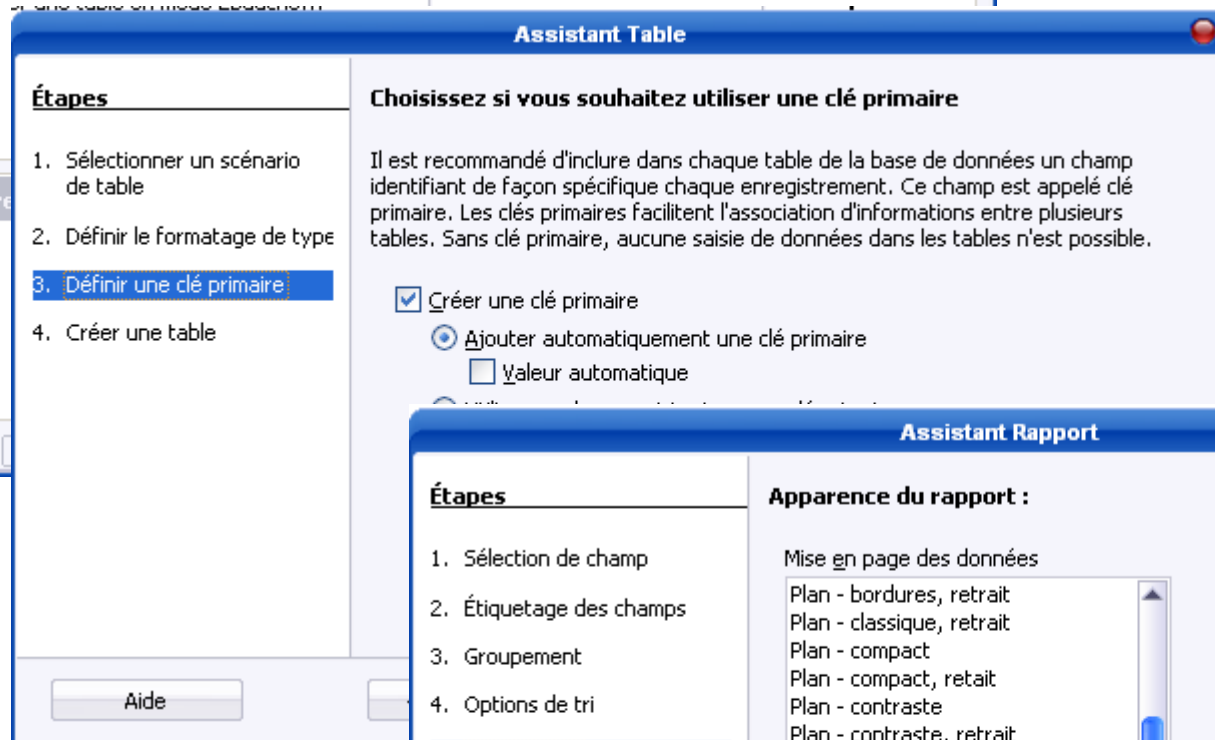 Assistant Table
Étapes
1. Sélectionner un scénario
de table
2. Définir le formatage de type
3. Définir une clé primaire
4. Créer une table
Choisissez si vous souhaitez utiliser une clé primaire
Il est recommandé d'inclure dans chaque table de la base de données un champ
identifiant de façon spécifique chaque enregistrement. Ce champ est appelé clé
primaire. Les clés primaires facilitent l'association d'informations entre plusieurs
tables. Sans clé primaire, aucune saisie de données dans les tables n'est possible.
Créer une clé primaire
Ajouter automatiquement une clé primaire
Valeur automatique
Aide
Assistant Rapport
Étapes
1. Sélection de champ
2. Étiquetage des champs
3. Groupement
4. Options de tri
Apparence du rapport :
Mise en page des données
Plan - bordures, retrait
Plan - classique, retrait
Plan - compact
Plan - compact, retait
Plan - contraste
Plan - contraste, retrait